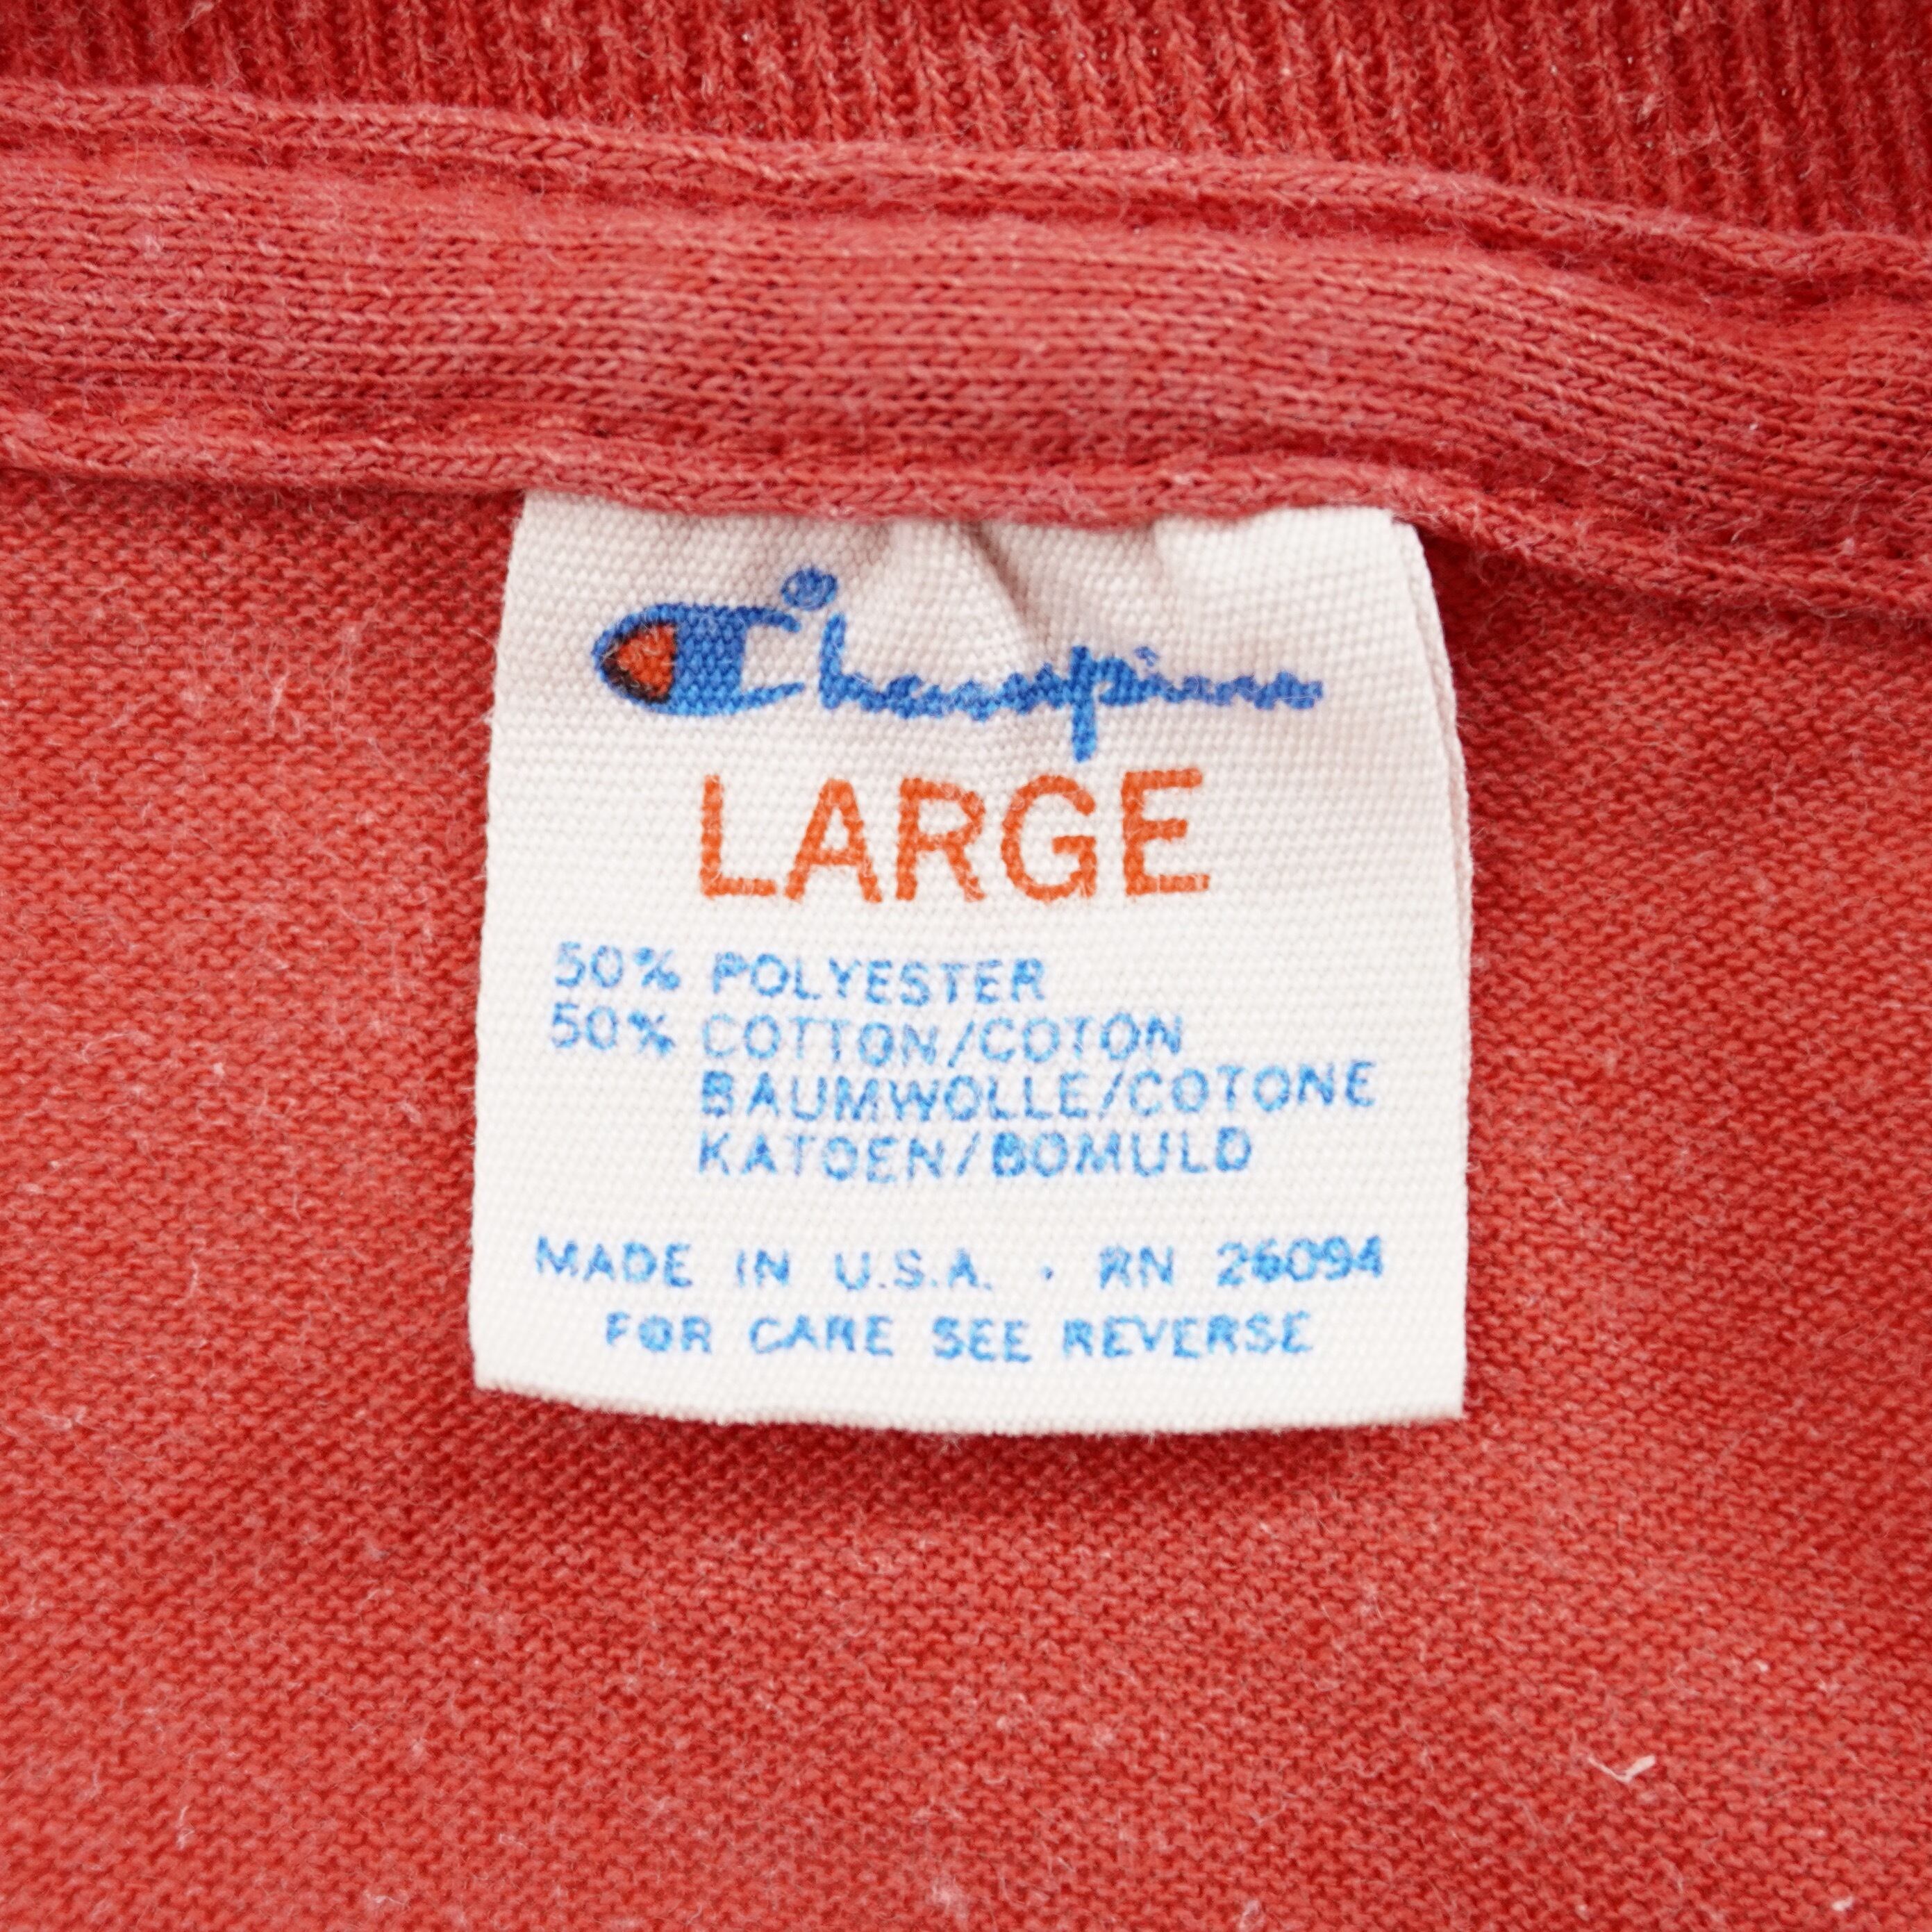 Champion®
LARGE
50% POLYESTER
50% COTTON/COTON
BAUMWOLLE/COTONE
KATOEN/BOMULD
MADE IN U.S.A. · RN 26094
FOR CARE SEE REVERSE